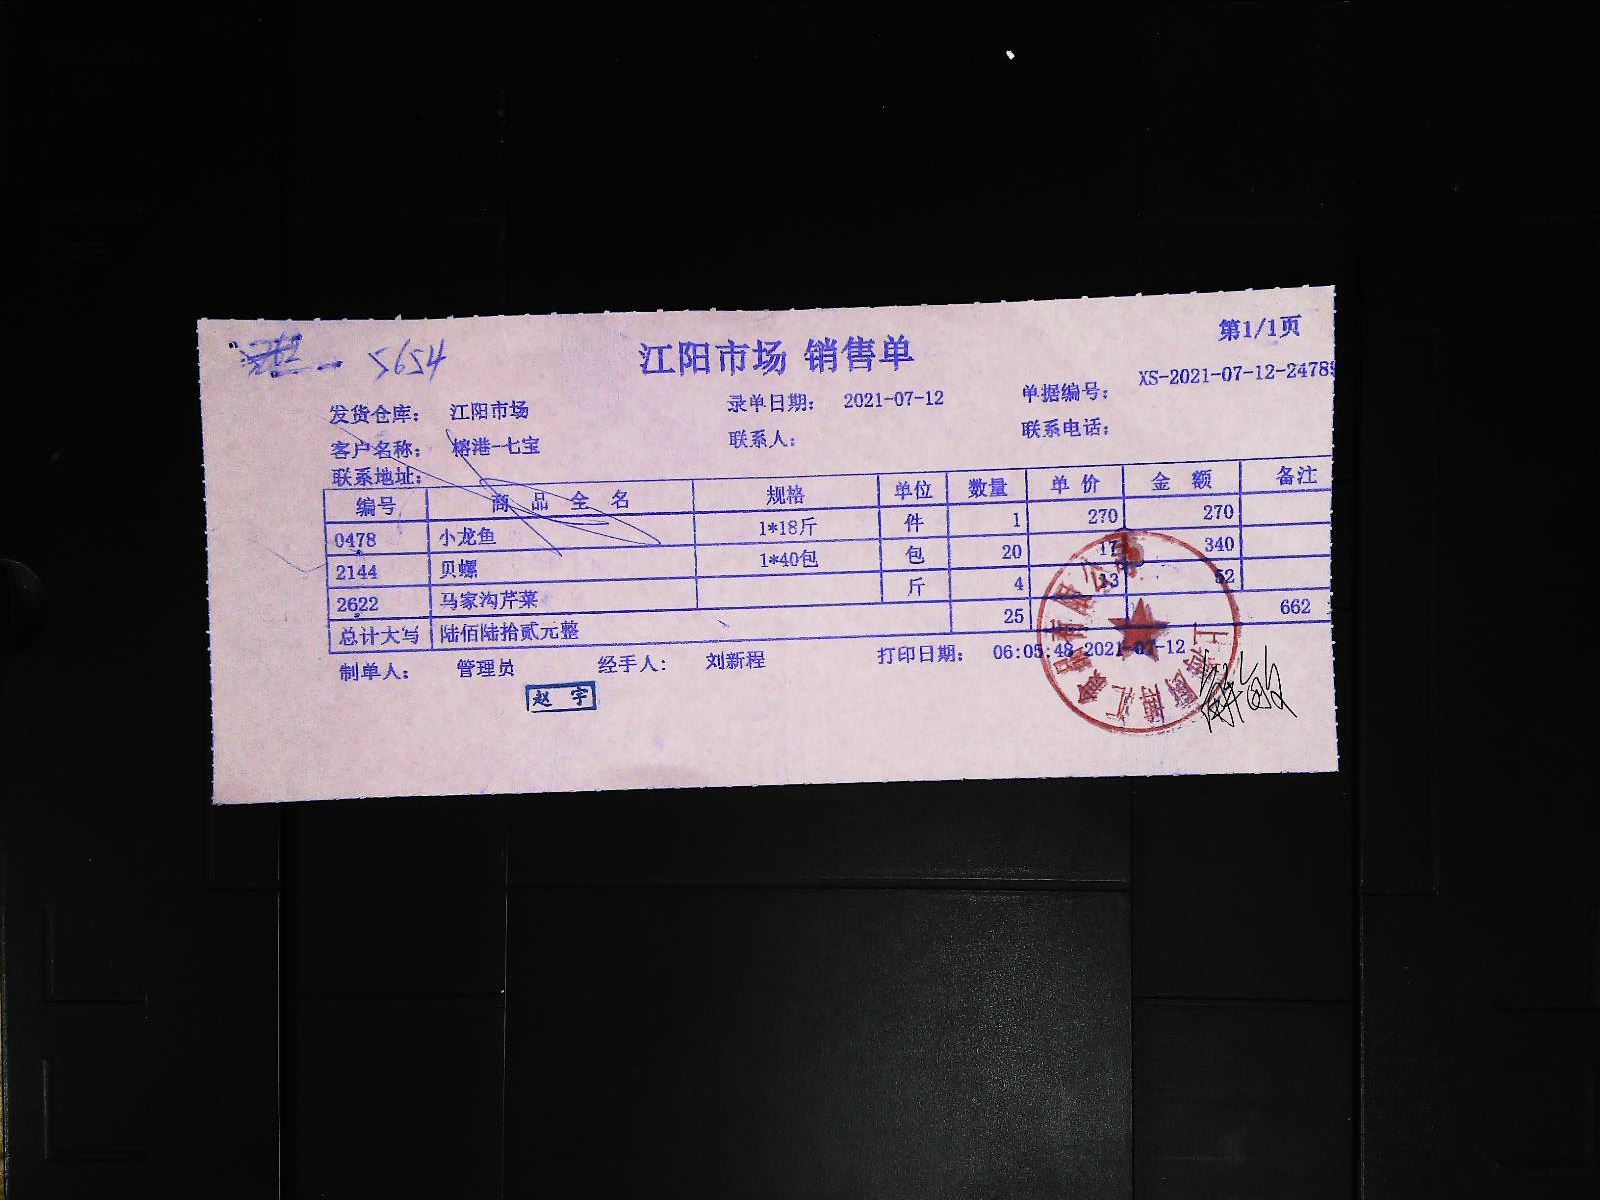 第1/1页
5654
江阳市场 销售单
发货仓库： 江阳市场 录单日期： 2021-07-12 单据编号： XS-2021-07-12-24789
客户名称： 榕港-七宝 联系人： 联系电话：
联系地址：
编号 商品全名 规格 单位 数量 单价 金额 备注
0478 小龙鱼 1*18斤 件 1 270 270
2144 贝螺 1*40包 包 20 17 340
2622 马家沟芹菜 斤 4 13 52
总计大写 陆佰陆拾贰元整 25 662
制单人： 管理员 经手人： 刘新程 打印日期： 06:05:48 2021-07-12
赵宇